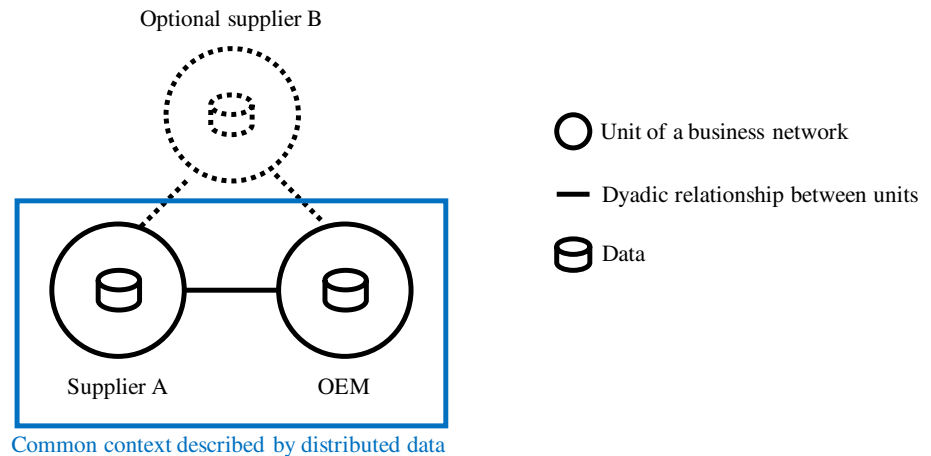 Optional supplier B
Unit of a business network
Dyadic relationship between units
Data
Supplier A
OEM
Common context described by distributed data